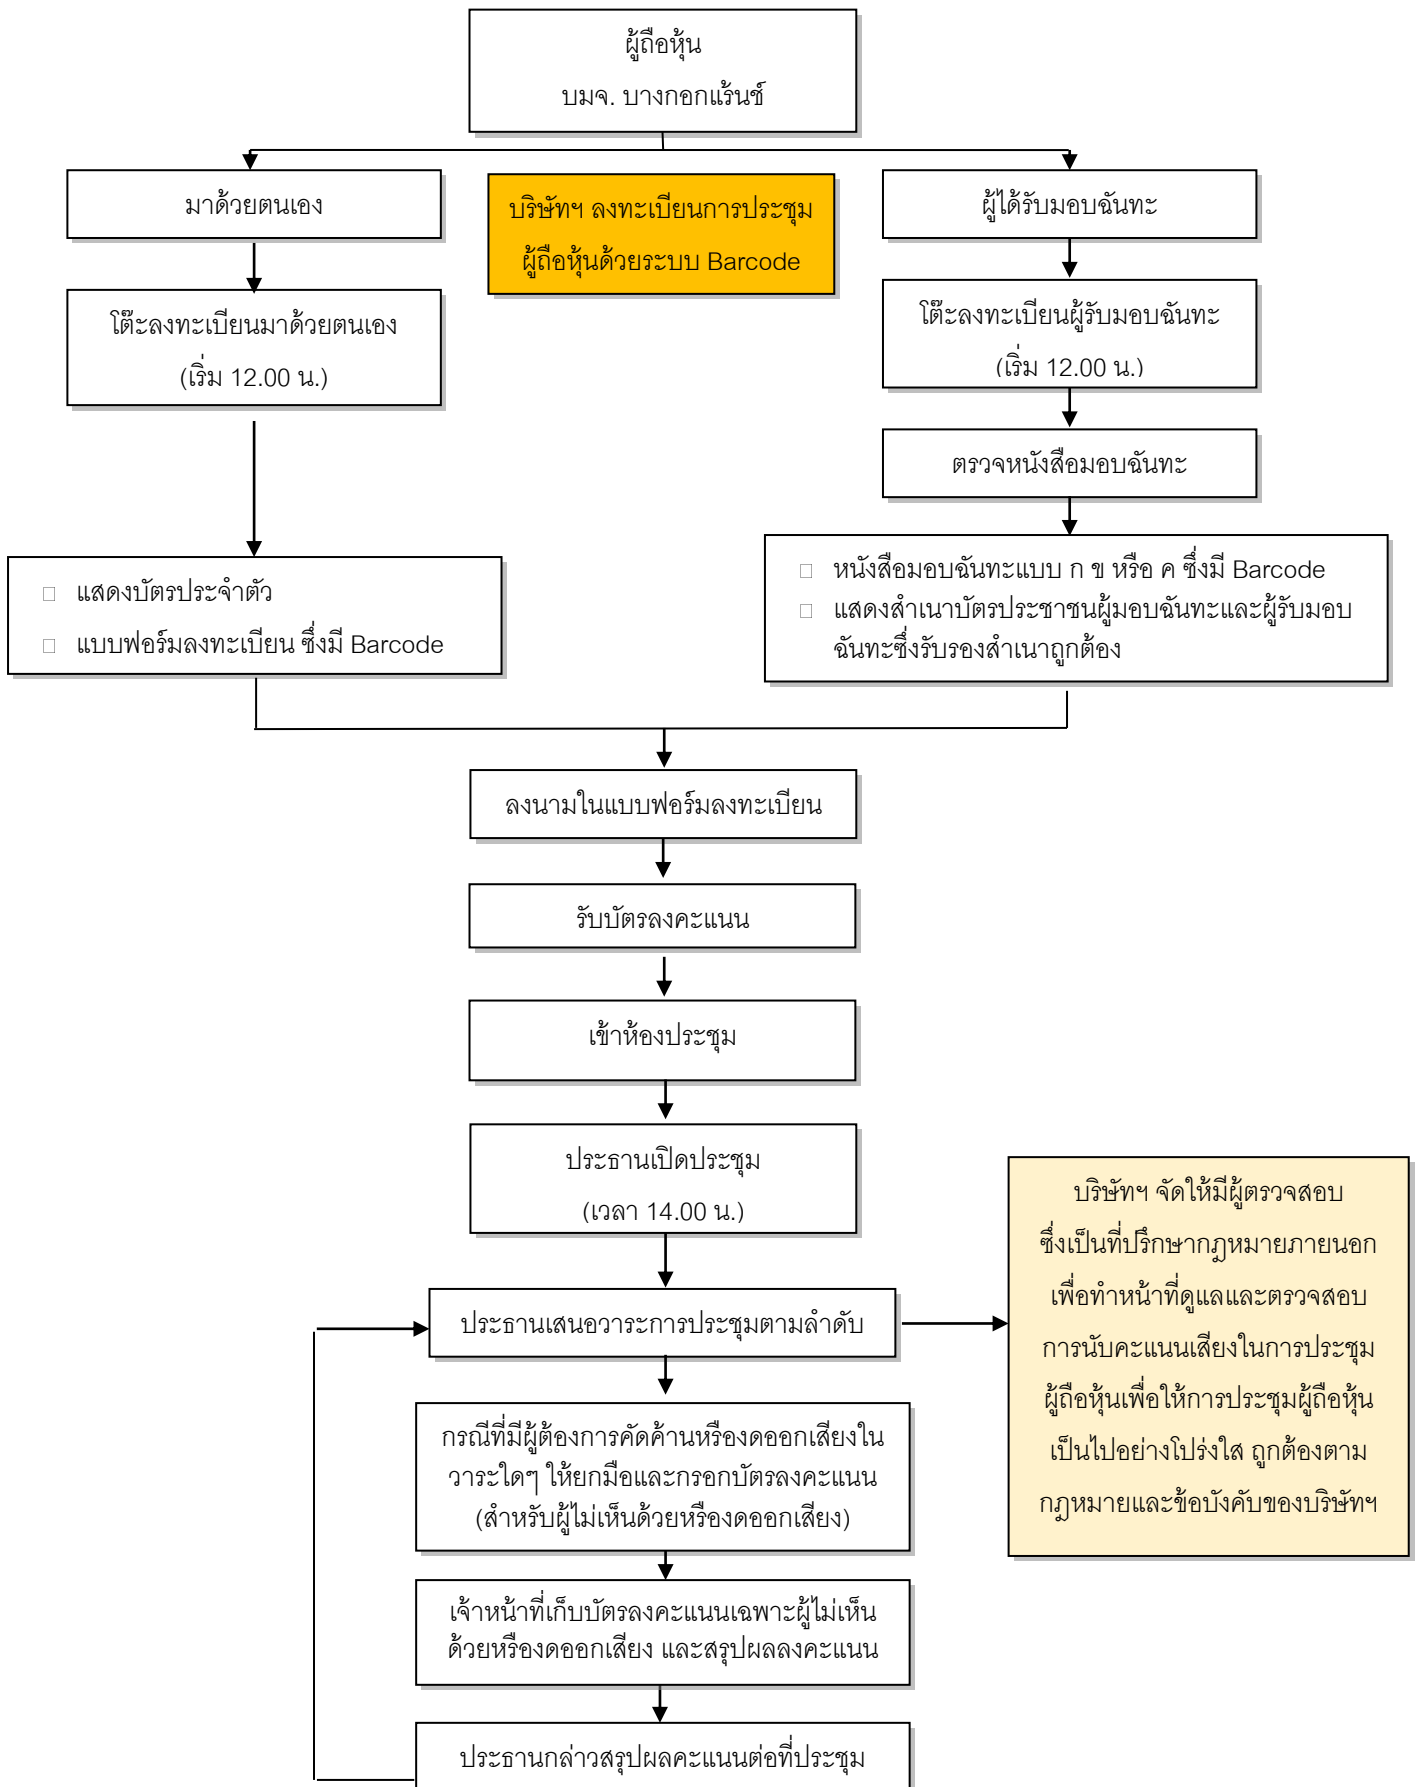 ผู้ถือหุ้น
บมจ. บางกอกแร้นช์
มาด้วยตนเอง
บริษัทฯ ลงทะเบียนการประชุม
ผู้ถือหุ้นด้วยระบบ Barcode
ผู้ได้รับมอบฉันทะ
โต๊ะลงทะเบียนมาด้วยตนเอง
(เริ่ม 12.00 น.)
โต๊ะลงทะเบียนผู้รับมอบฉันทะ
(เริ่ม 12.00 น.)
ตรวจหนังสือมอบฉันทะ
แสดงบัตรประจำตัว
แบบฟอร์มลงทะเบียน ซึ่งมี Barcode
หนังสือมอบฉันทะแบบ ก ข หรือ ค ซึ่งมี Barcode
แสดงสำเนาบัตรประชาชนผู้มอบฉันทะและผู้รับมอบ
ฉันทะซึ่งรับรองสำเนาถูกต้อง
ลงนามในแบบฟอร์มลงทะเบียน
รับบัตรลงคะแนน
เข้าห้องประชุม
ประธานเปิดประชุม
(เวลา 14.00 น.)
บริษัทฯ จัดให้มีผู้ตรวจสอบ
ซึ่งเป็นที่ปรึกษากฎหมายภายนอก
เพื่อทำหน้าที่ดูแลและตรวจสอบ
การนับคะแนนเสียงในการประชุม
ผู้ถือหุ้นเพื่อให้การประชุมผู้ถือหุ้น
เป็นไปอย่างโปร่งใส ถูกต้องตาม
กฎหมายและข้อบังคับของบริษัทฯ
ประธานเสนอวาระการประชุมตามลำดับ
กรณีที่มีผู้ต้องการคัดค้านหรืองดออกเสียงใน
วาระใดๆ ให้ยกมือและกรอกบัตรลงคะแนน
(สำหรับผู้ไม่เห็นด้วยหรืองดออกเสียง)
เจ้าหน้าที่เก็บบัตรลงคะแนนเฉพาะผู้ไม่เห็น
ด้วยหรืองดออกเสียง และสรุปผลลงคะแนน
ประธานกล่าวสรุปผลคะแนนต่อที่ประชุม